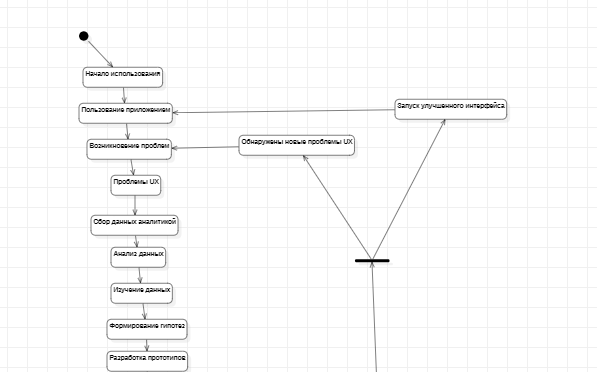 Начало использования
Пользование приложением
Запуск улучшенного интерфейса
Возникновение проблем
Обнаружены новые проблемы UX
Проблемы UX
Сбор данных аналитикой
Анализ данных
Изучение данных
Формирование гипотез
Разработка прототипов